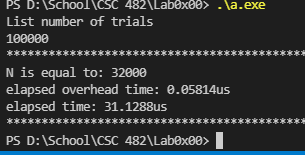 PS D:\School\CSC 482\Lab0x00> .\a.exe
List number of trials
100000
*******************************************
N is equal to: 32000
elapsed overhead time: 0.05814us
elapsed time: 31.1288us
*******************************************
PS D:\School\CSC 482\Lab0x00>